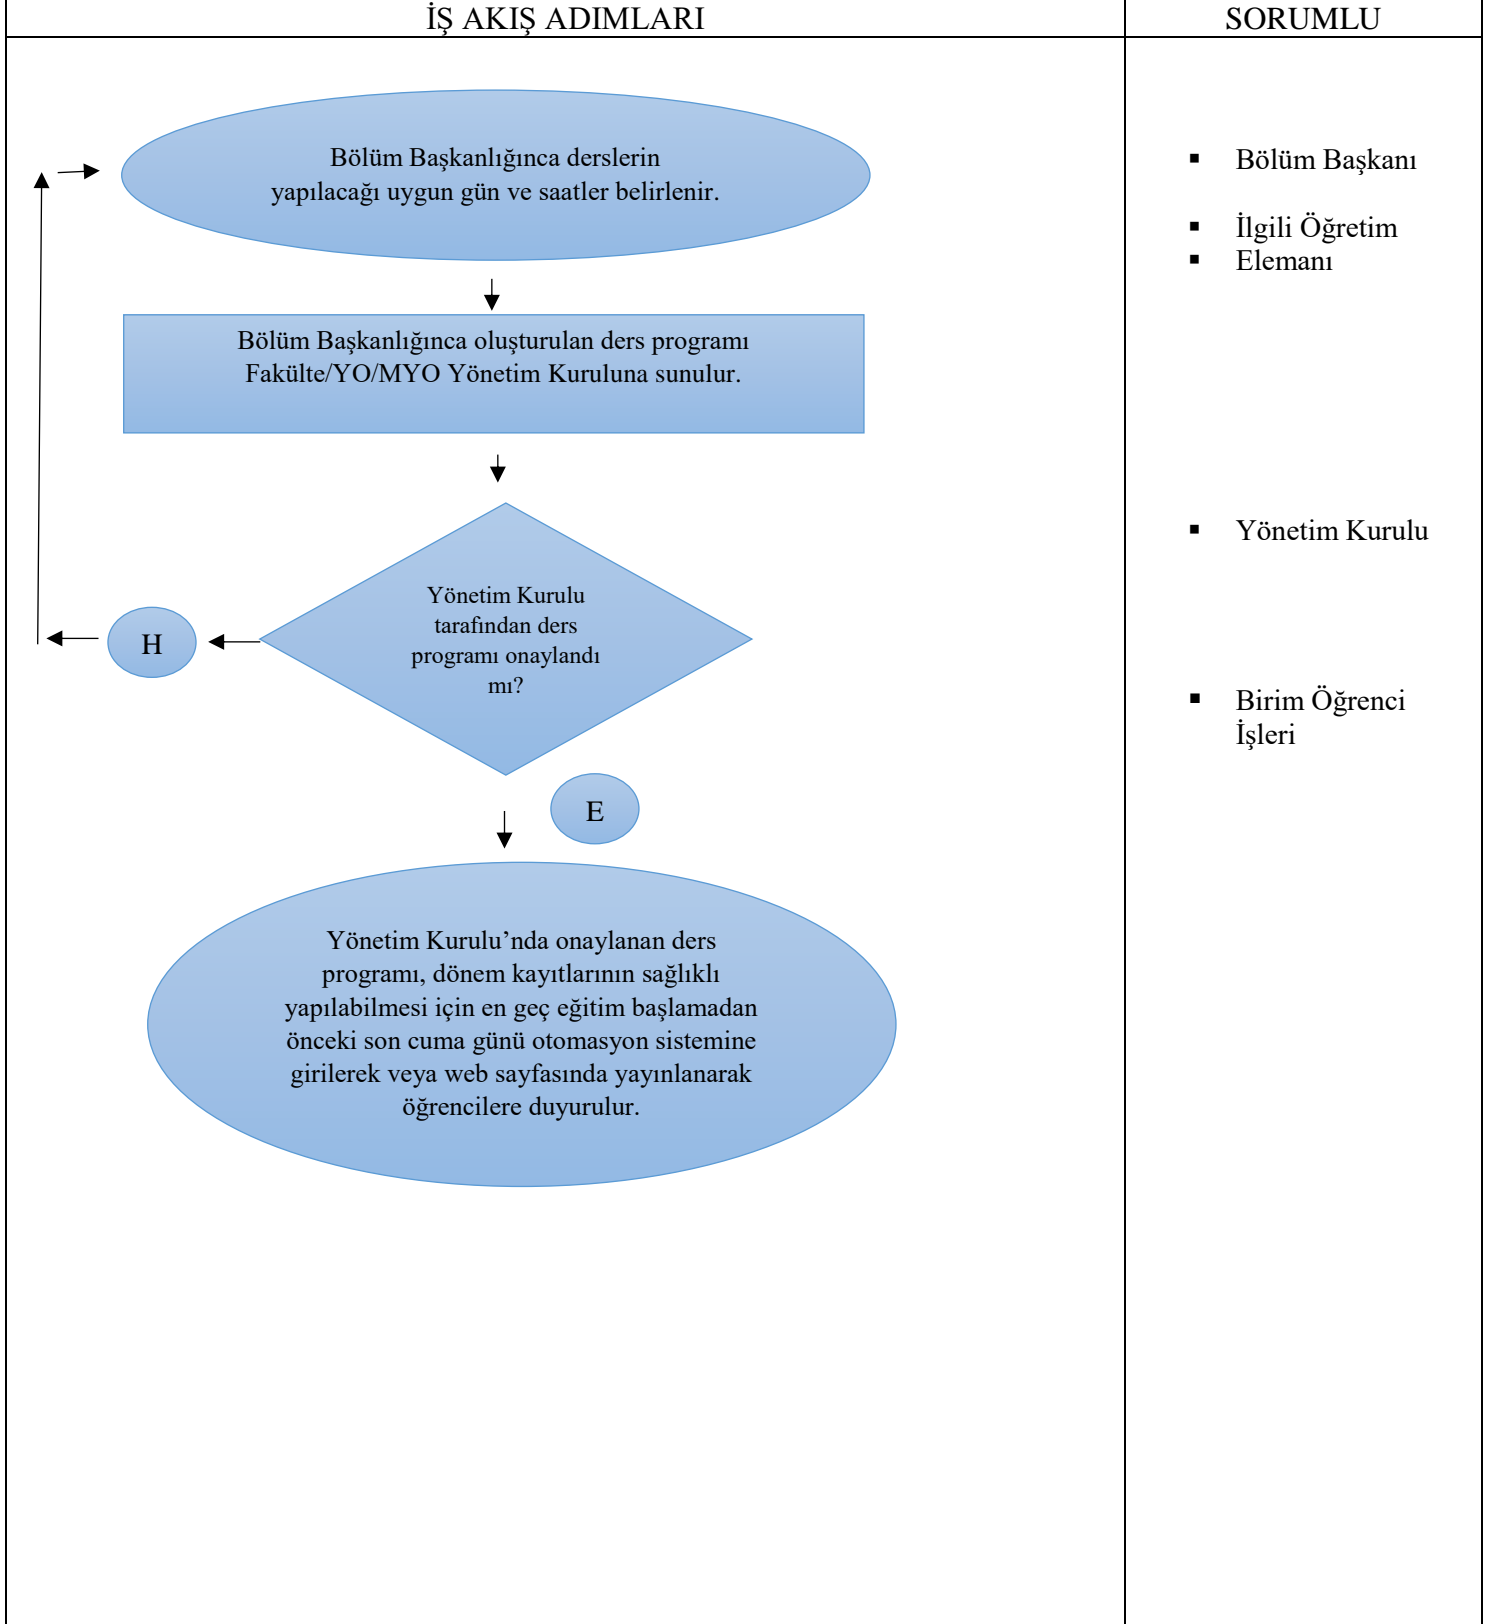 İŞ AKIŞ ADIMLARI
SORUMLU
Bölüm Başkanlığınca derslerin
yapılacağı uygun gün ve saatler belirlenir.
Bölüm Başkanlığınca oluşturulan ders programı
Fakülte/YO/MYO Yönetim Kuruluna sunulur.
Yönetim Kurulu
tarafından ders
programı onaylandı
mı?
H
E
Yönetim Kurulu’nda onaylanan ders
programı, dönem kayıtlarının sağlıklı
yapılabilmesi için en geç eğitim başlamadan
önceki son cuma günü otomasyon sistemine
girilerek veya web sayfasında yayınlanarak
öğrencilere duyurulur.
▪ Bölüm Başkanı
▪ İlgili Öğretim
▪ Elemanı
▪ Yönetim Kurulu
▪ Birim Öğrenci
İşleri